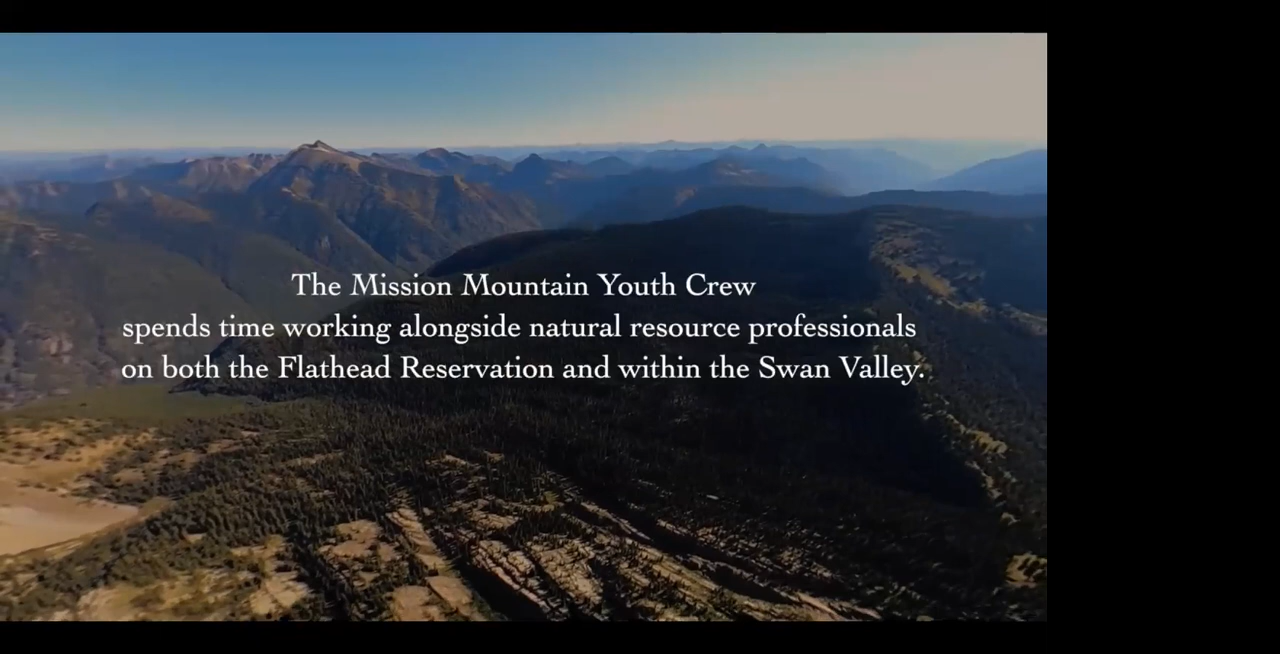 The Mission Mountain Youth Crew
spends time working alongside natural resource professionals
on both the Flathead Reservation and within the Swan Valley.